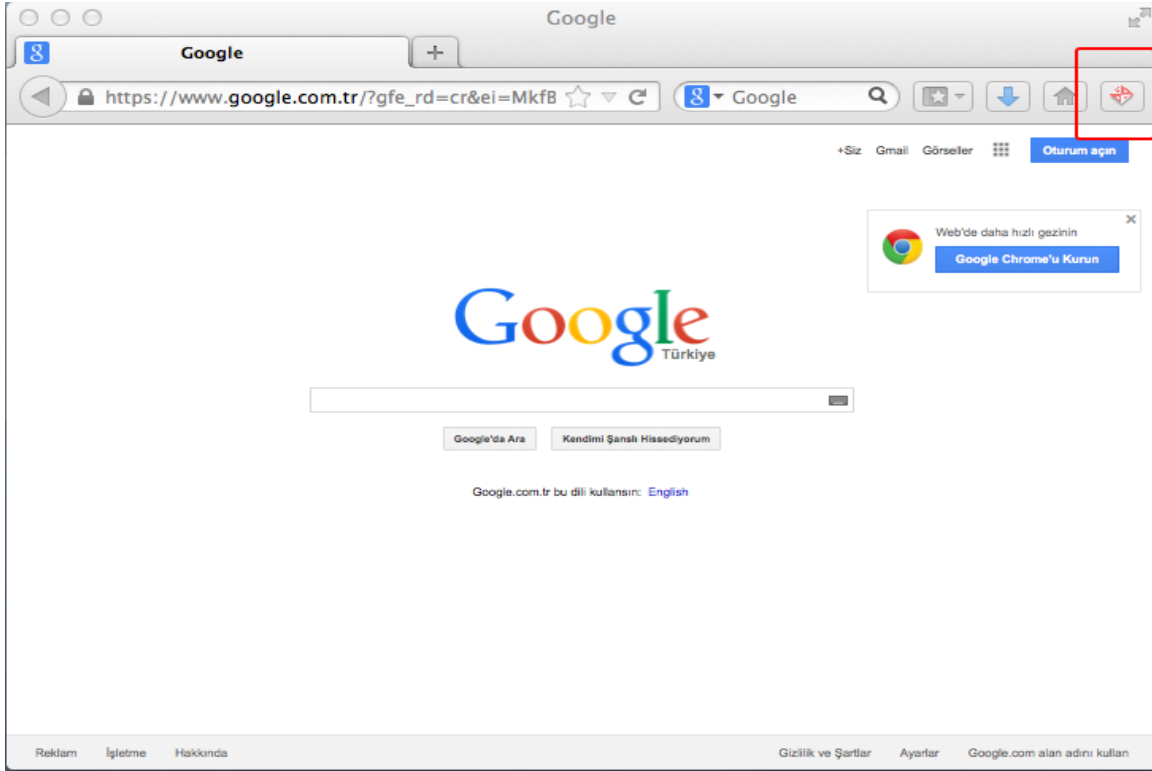 Google
Google
https://www.google.com.tr/?gfe_rd=cr&ei=MkfB
Google
+Siz Gmail Görseller Oturum açın
Web'de daha hızlı gezinin
Google Chrome'u Kurun
Google
Türkiye
Google'da Ara Kendimi Şanslı Hissediyorum
Google.com.tr bu dili kullansın: English
Reklam İşletme Hakkında Gizlilik ve Şartlar Ayarlar Google.com alan adını kullan